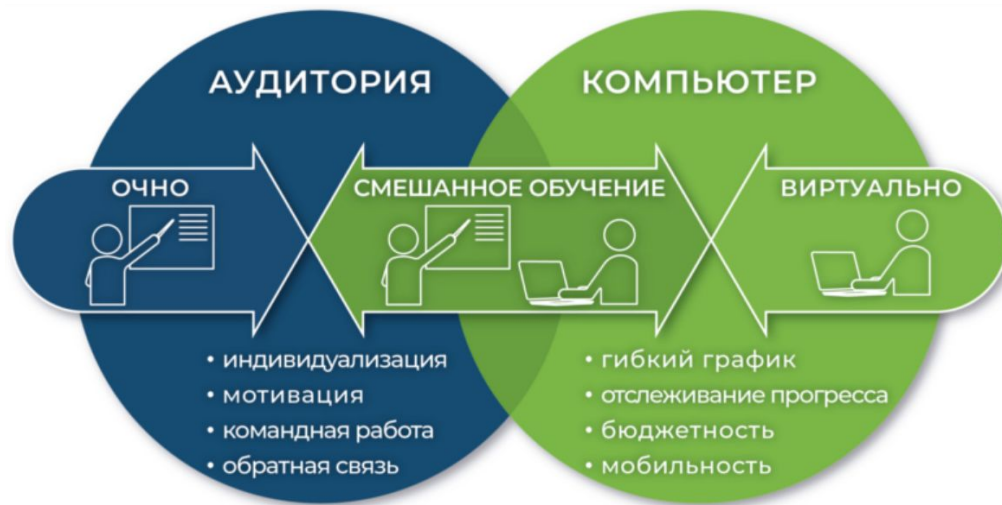 АУДИТОРИЯ
КОМПЬЮТЕР
ОЧНО
СМЕШАННОЕ ОБУЧЕНИЕ
ВИРТУАЛЬНО
• индивидуализация
• мотивация
• командная работа
• обратная связь
• гибкий график
• отслеживание прогресса
• бюджетность
• мобильность